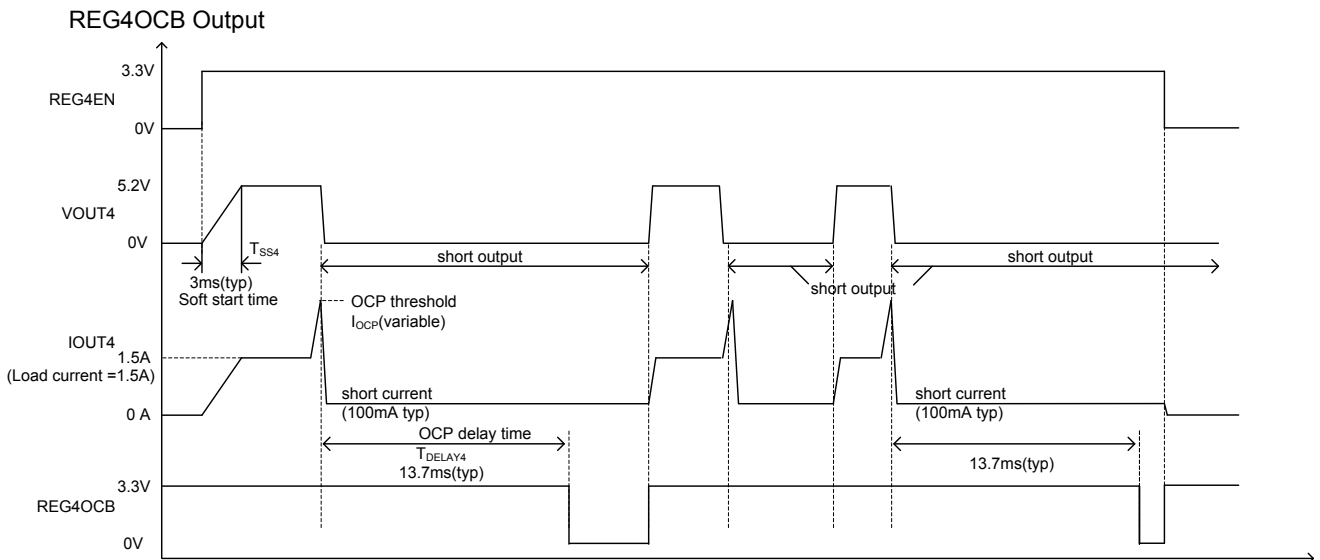 REG4OCB Output
3.3V
REG4EN
0V
5.2V
VOUT4
0V
TSS4
3ms(typ)
Soft start time
short output
short output
short output
OCP threshold
IOCP(variable)
IOUT4
1.5A
(Load current =1.5A)
0 A
short current
(100mA typ)
short current
(100mA typ)
OCP delay time
TDELAY4
13.7ms(typ)
13.7ms(typ)
3.3V
REG4OCB
0V